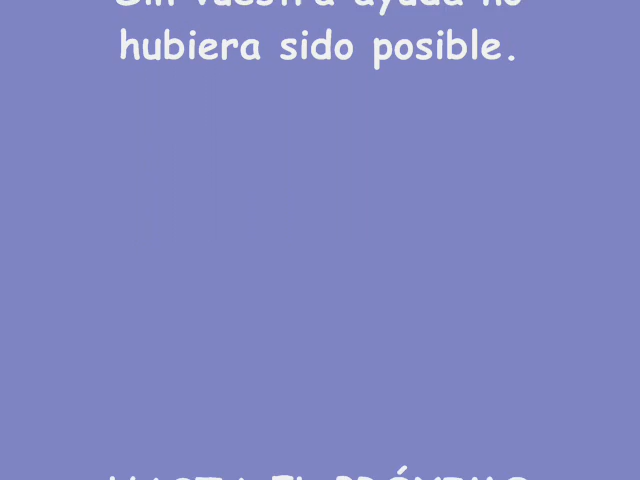 Sin vuestra ayuda no
hubiera sido posible.
HASTA EL PRÓXIMO